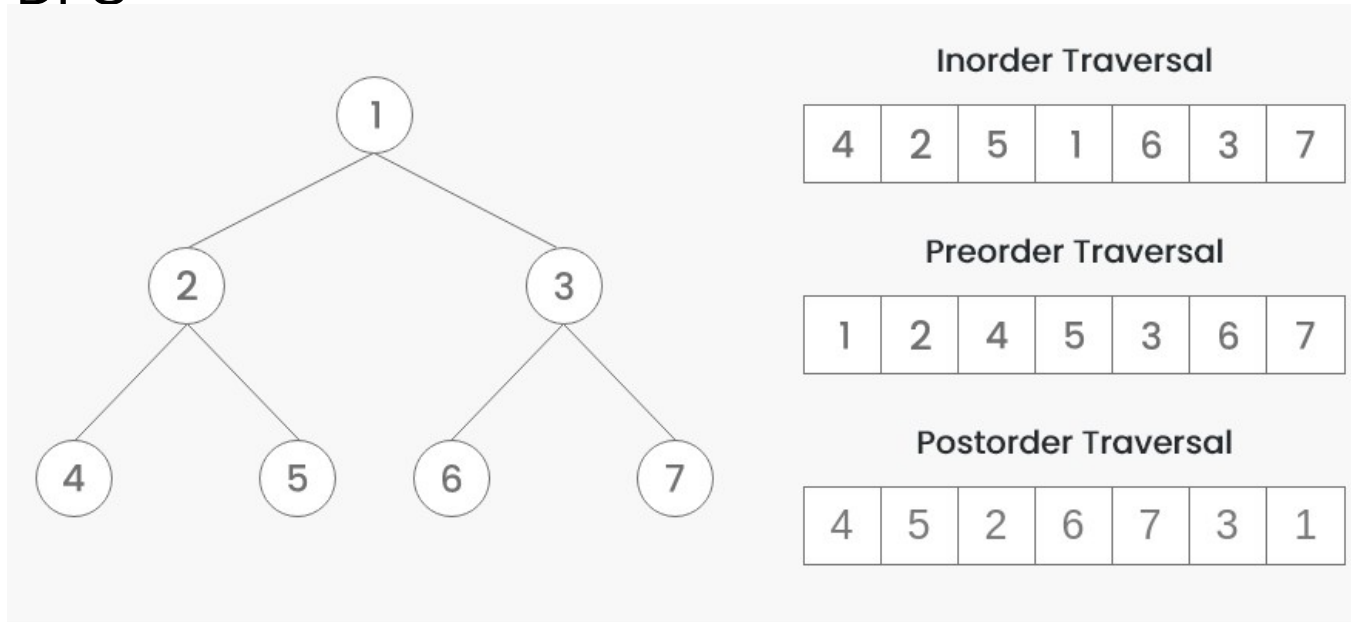 1
2 3
4 5 6 7
Inorder Traversal
4 2 5 1 6 3 7
Preorder Traversal
1 2 4 5 3 6 7
Postorder Traversal
4 5 2 6 7 3 1